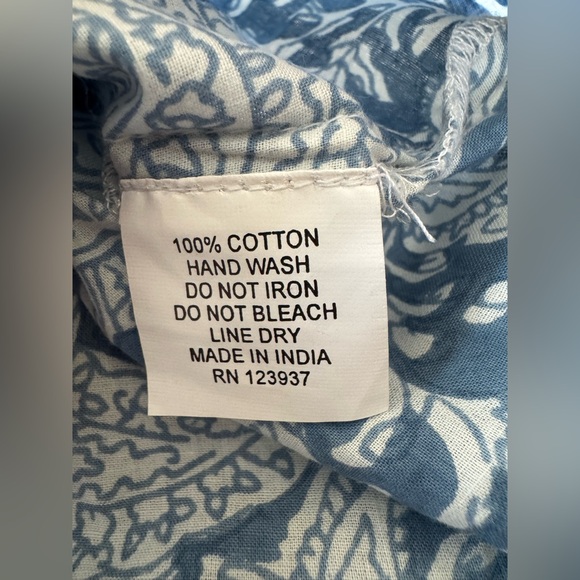 100% COTTON
HAND WASH
DO NOT IRON
DO NOT BLEACH
LINE DRY
MADE IN INDIA
RN 123937